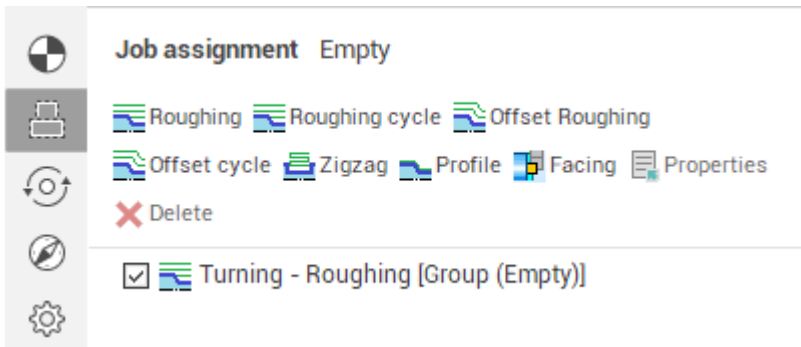 Job assignment Empty
Roughing Roughing cycle Offset Roughing
Offset cycle Zigzag Profile Facing Properties
Delete
Turning - Roughing [Group (Empty)]